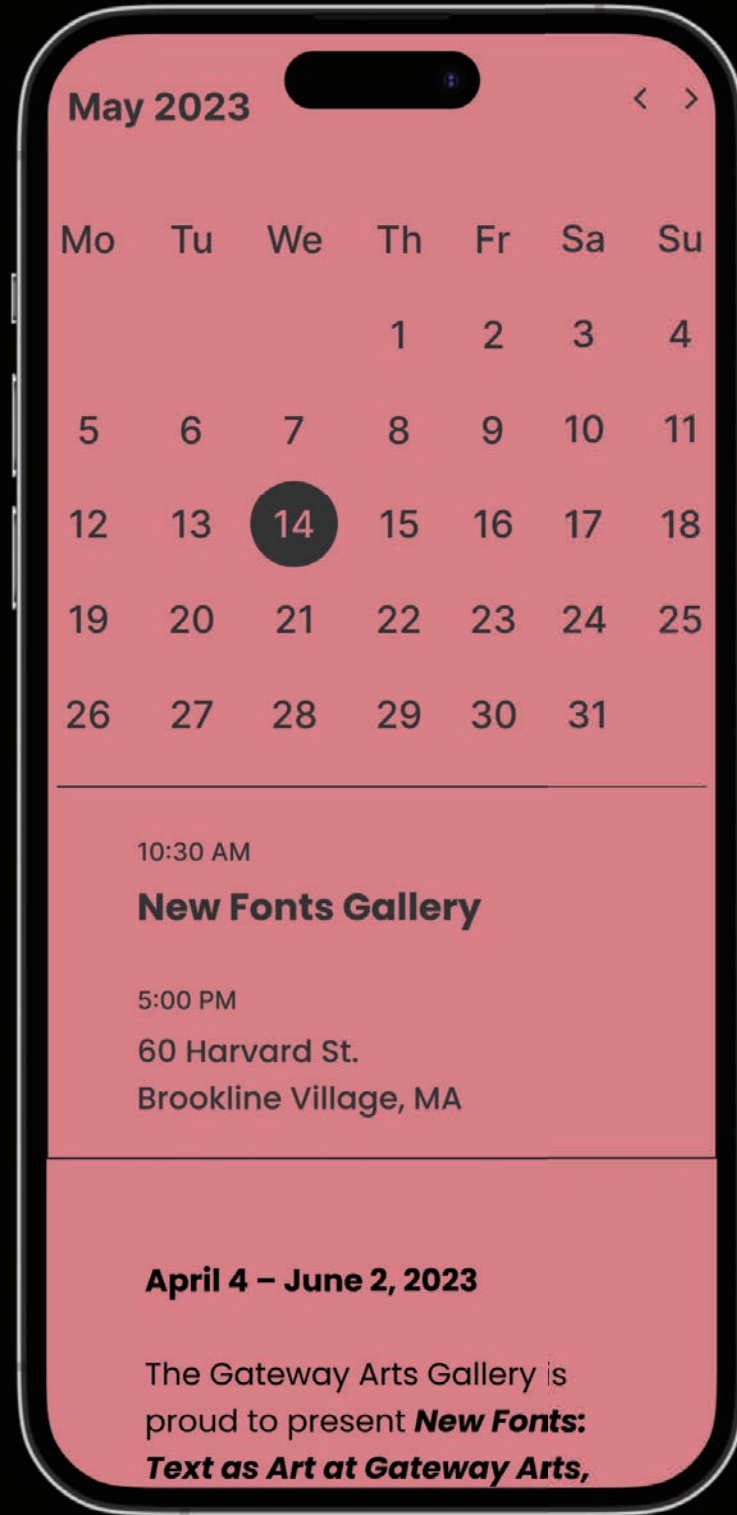 May 2023 < >
Mo Tu We Th Fr Sa Su
1 2 3 4
5 6 7 8 9 10 11
12 13 14 15 16 17 18
19 20 21 22 23 24 25
26 27 28 29 30 31
10:30 AM
New Fonts Gallery
5:00 PM
60 Harvard St.
Brookline Village, MA
April 4 – June 2, 2023
The Gateway Arts Gallery is
proud to present New Fonts:
Text as Art at Gateway Arts,